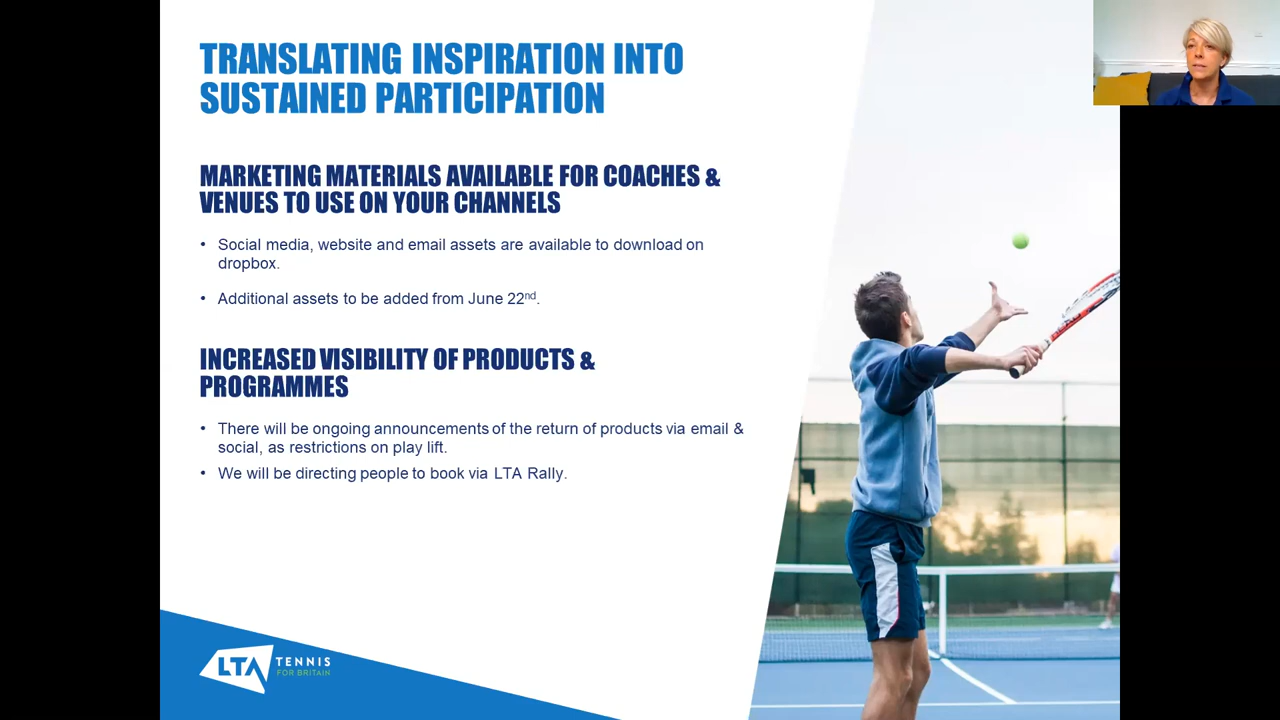 TRANSLATING INSPIRATION INTO
SUSTAINED PARTICIPATION
MARKETING MATERIALS AVAILABLE FOR COACHES &
VENUES TO USE ON YOUR CHANNELS
• Social media, website and email assets are available to download on
dropbox.
• Additional assets to be added from June 22nd.
INCREASED VISIBILITY OF PRODUCTS &
PROGRAMMES
• There will be ongoing announcements of the return of products via email &
social, as restrictions on play lift.
• We will be directing people to book via LTA Rally.
LTA TENNIS
FOR BRITAIN